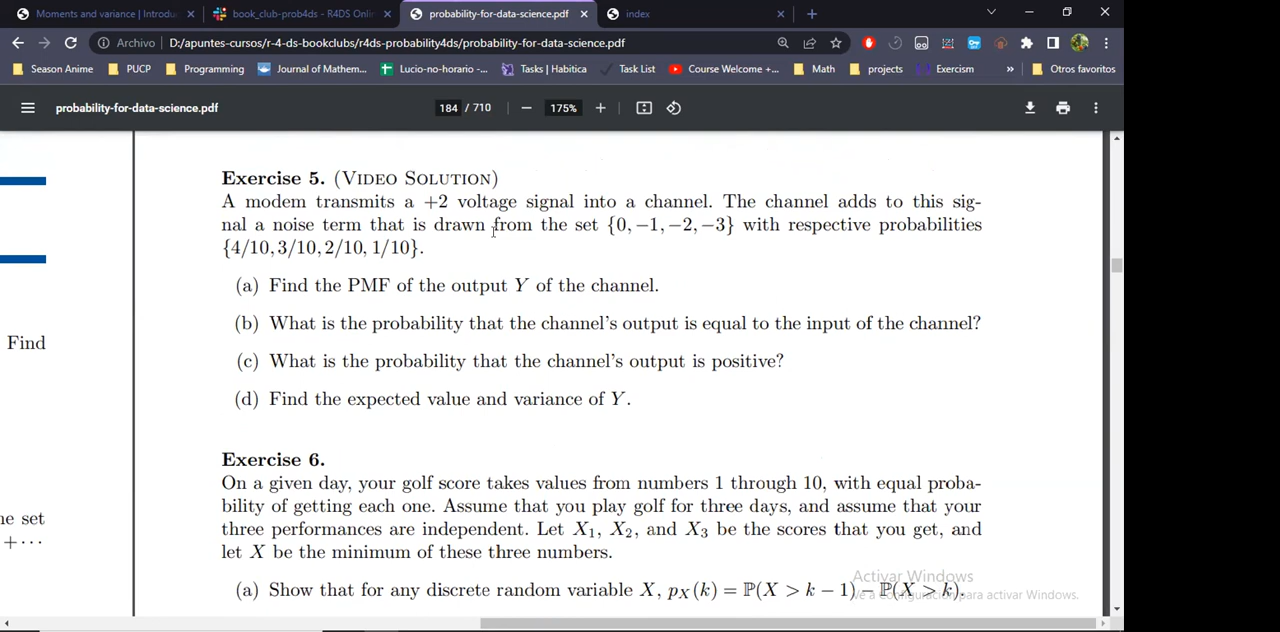 Moments and variance | Introdu
book_club-prob4ds - R4DS Onlin
probability-for-data-science.pdf
index
Archivo | D:/apuntes-cursos/r-4-ds-bookclubs/r4ds-probability4ds/probability-for-data-science.pdf
Season Anime
PUCP
Programming
Journal of Mathem...
Lucio-no-horario -...
Tasks | Habitica
Task List
Course Welcome +...
Math
projects
Exercism
»
Otros favoritos
probability-for-data-science.pdf
184 / 710
175%
Exercise 5. (VIDEO SOLUTION)
A modem transmits a +2 voltage signal into a channel. The channel adds to this sig-
nal a noise term that is drawn from the set {0, −1, −2, −3} with respective probabilities
{4/10, 3/10, 2/10, 1/10}.
(a) Find the PMF of the output Y of the channel.
(b) What is the probability that the channel's output is equal to the input of the channel?
Find
(c) What is the probability that the channel's output is positive?
(d) Find the expected value and variance of Y.
Exercise 6.
On a given day, your golf score takes values from numbers 1 through 10, with equal proba-
bility of getting each one. Assume that you play golf for three days, and assume that your
three performances are independent. Let X₁, X₂, and X₃ be the scores that you get, and
let X be the minimum of these three numbers.
ne set
+ ···
(a) Show that for any discrete random variable X, pX(k) = ℙ(X > k − 1) − ℙ(X > k).
Activar Windows
Ve a Configuración para activar Windows.